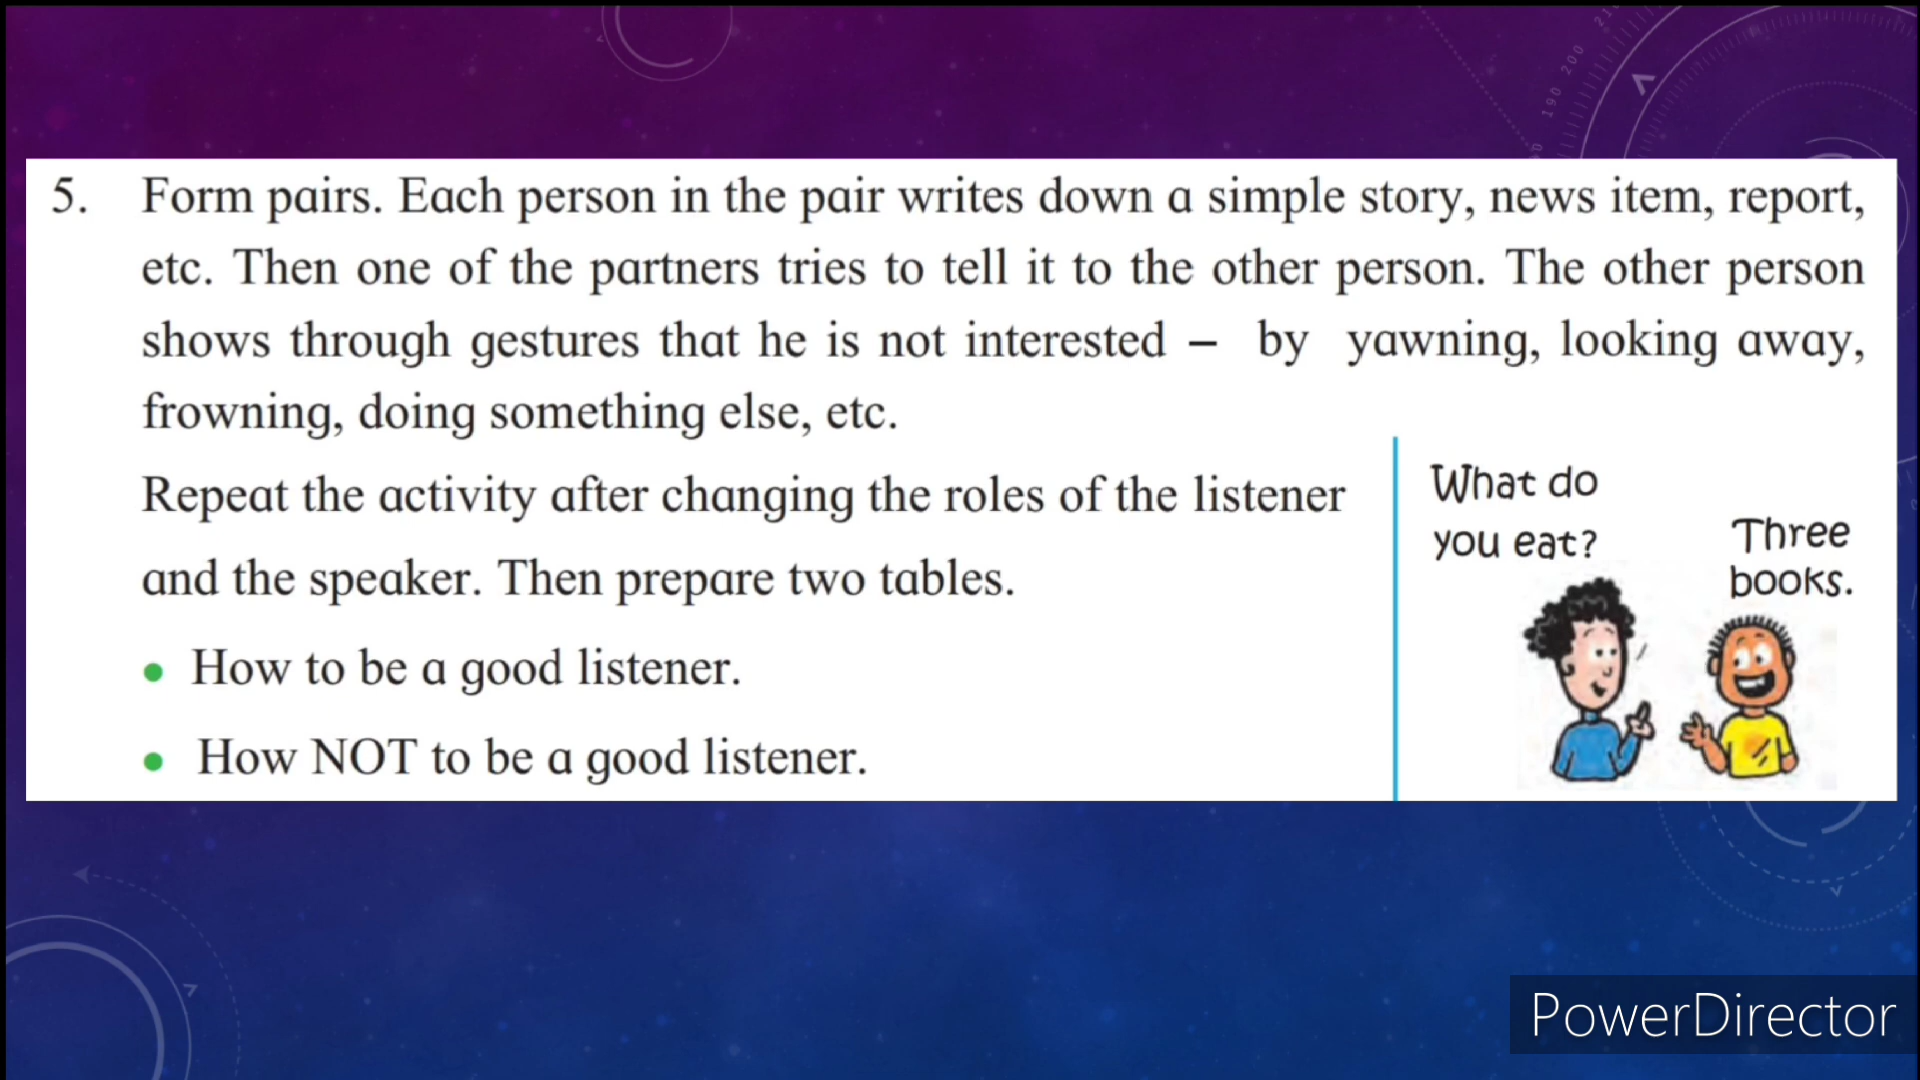 5. Form pairs. Each person in the pair writes down a simple story, news item, report,
etc. Then one of the partners tries to tell it to the other person. The other person
shows through gestures that he is not interested – by yawning, looking away,
frowning, doing something else, etc.
Repeat the activity after changing the roles of the listener
and the speaker. Then prepare two tables.
• How to be a good listener.
• How NOT to be a good listener.
What do
you eat?
Three
books.
190 200
PowerDirector